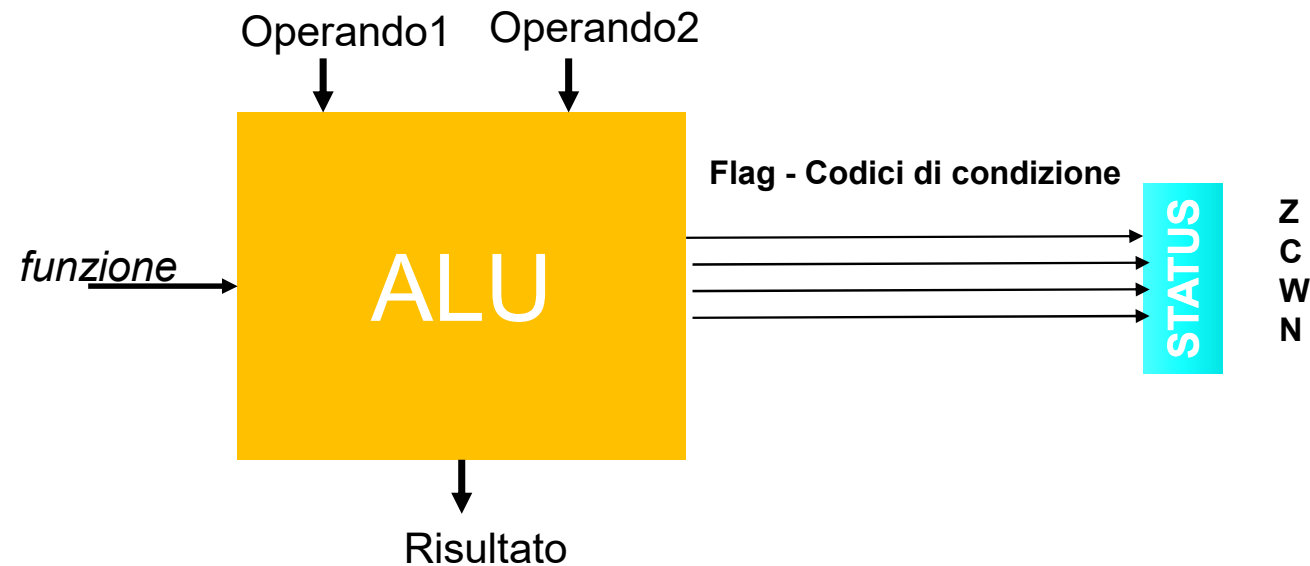 Operando1
Operando2
Flag - Codici di condizione
funzione
ALU
STATUS
Z
C
W
N
Risultato